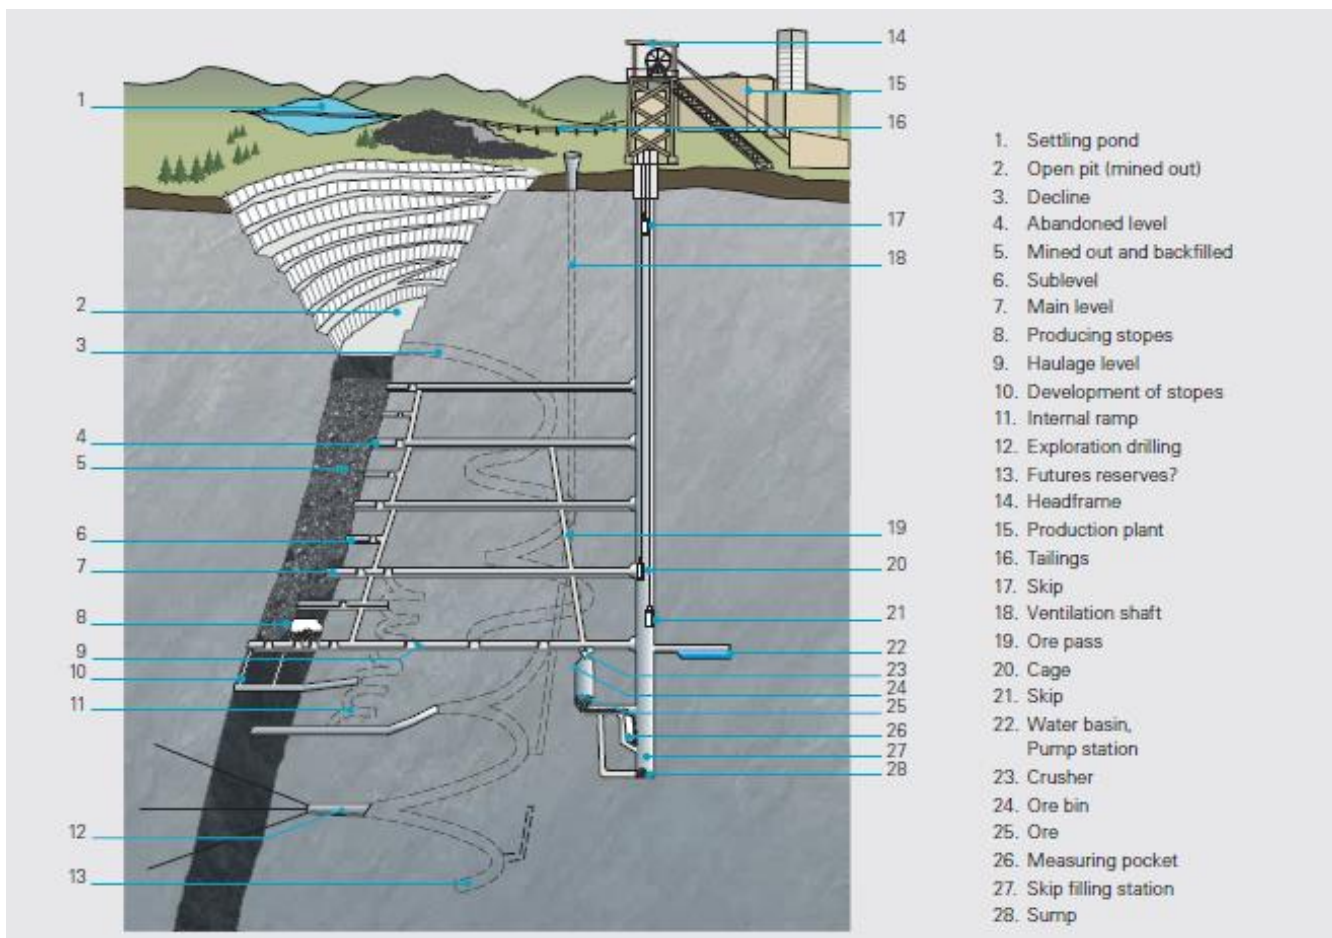 1
2
3
4
5
6
7
8
9
10
11
12
13
14
15
16
17
18
19
20
21
22
23
24
25
26
27
28
1. Settling pond
2. Open pit (mined out)
3. Decline
4. Abandoned level
5. Mined out and backfilled
6. Sublevel
7. Main level
8. Producing stopes
9. Haulage level
10. Development of stopes
11. Internal ramp
12. Exploration drilling
13. Futures reserves?
14. Headframe
15. Production plant
16. Tailings
17. Skip
18. Ventilation shaft
19. Ore pass
20. Cage
21. Skip
22. Water basin,
Pump station
23. Crusher
24. Ore bin
25. Ore
26. Measuring pocket
27. Skip filling station
28. Sump